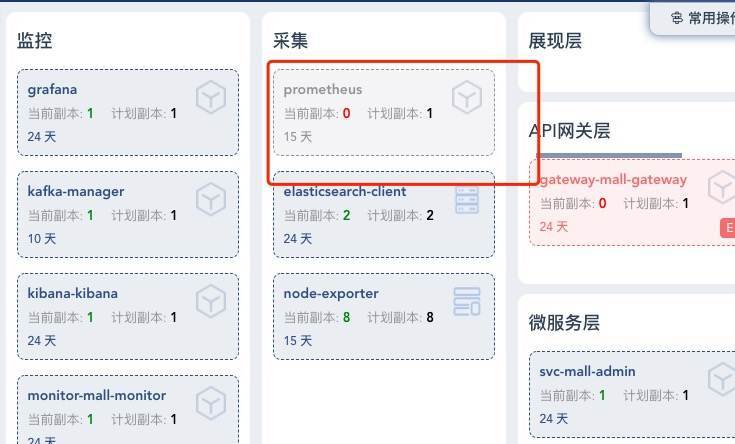 常用操作
监控
grafana
当前副本: 1 计划副本: 1
24 天
kafka-manager
当前副本: 1 计划副本: 1
10 天
kibana-kibana
当前副本: 1 计划副本: 1
24 天
monitor-mall-monitor
当前副本: 1 计划副本: 1
24 天
采集
prometheus
当前副本: 0 计划副本: 1
15 天
elasticsearch-client
当前副本: 2 计划副本: 2
24 天
node-exporter
当前副本: 8 计划副本: 8
15 天
展现层
API网关层
gateway-mall-gateway
当前副本: 0 计划副本: 1
24 天
E
微服务层
svc-mall-admin
当前副本: 1 计划副本: 1
24 天